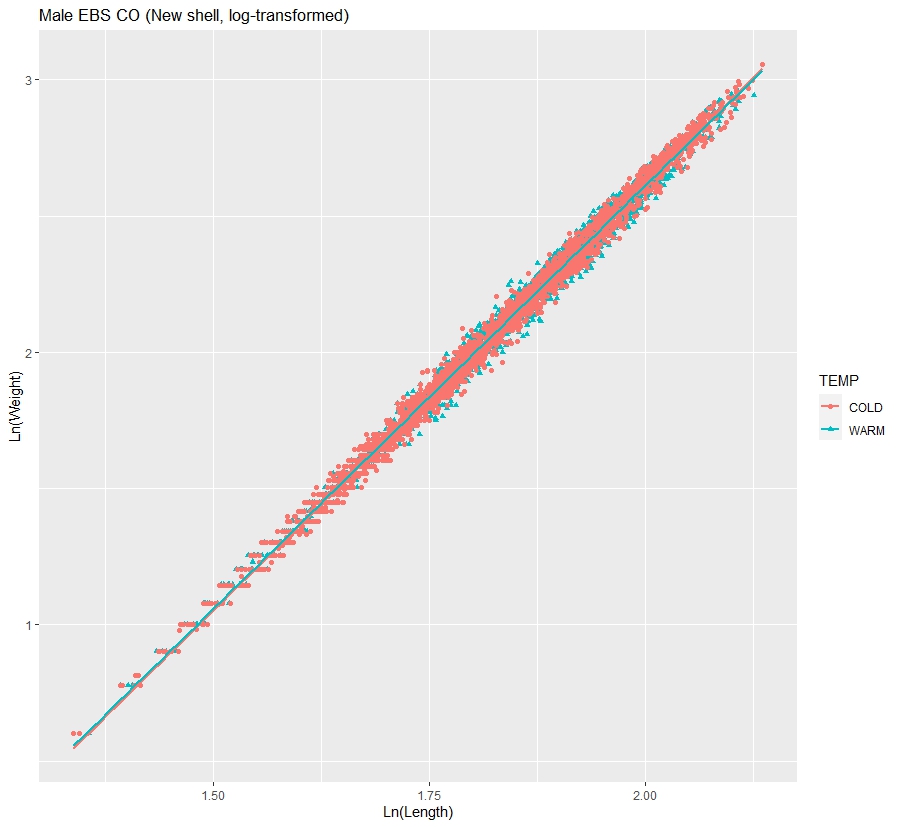 Male EBS CO (New shell, log-transformed)
3
2
1
Ln(Weight)
1.50
1.75
2.00
Ln(Length)
TEMP
COLD
WARM